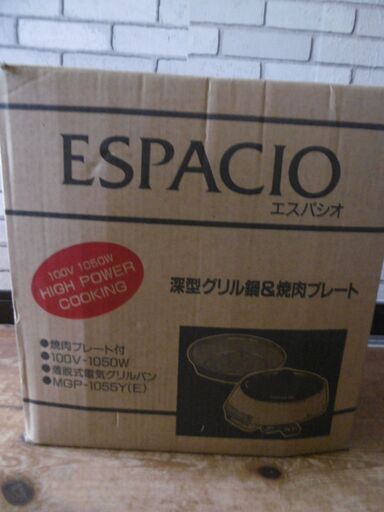 ESPACIO
エスパシオ
100V 1050W
HIGH POWER
COOKING
深型グリル鍋&焼肉プレート
●焼肉プレート付
●100V-1050W
●着脱式電気グリルパン
●MGP-1055Y(E)